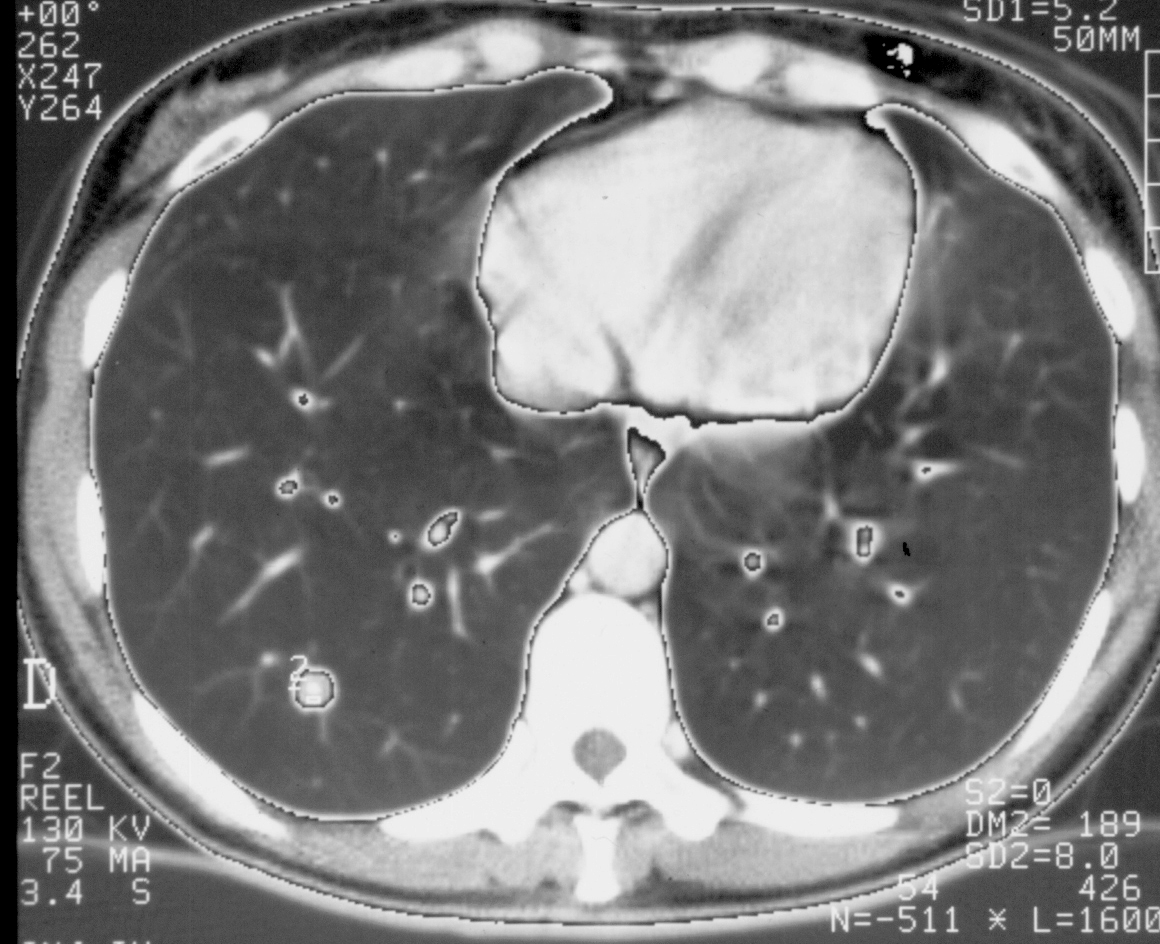 +00°
262
X247
Y264
SD1=5.2
50MM
2
D
F2
REEL
130 KV
75 MA
3.4 S
S2=0
DM2= 189
SD2=8.0
54 426
N=-511 * L=1600